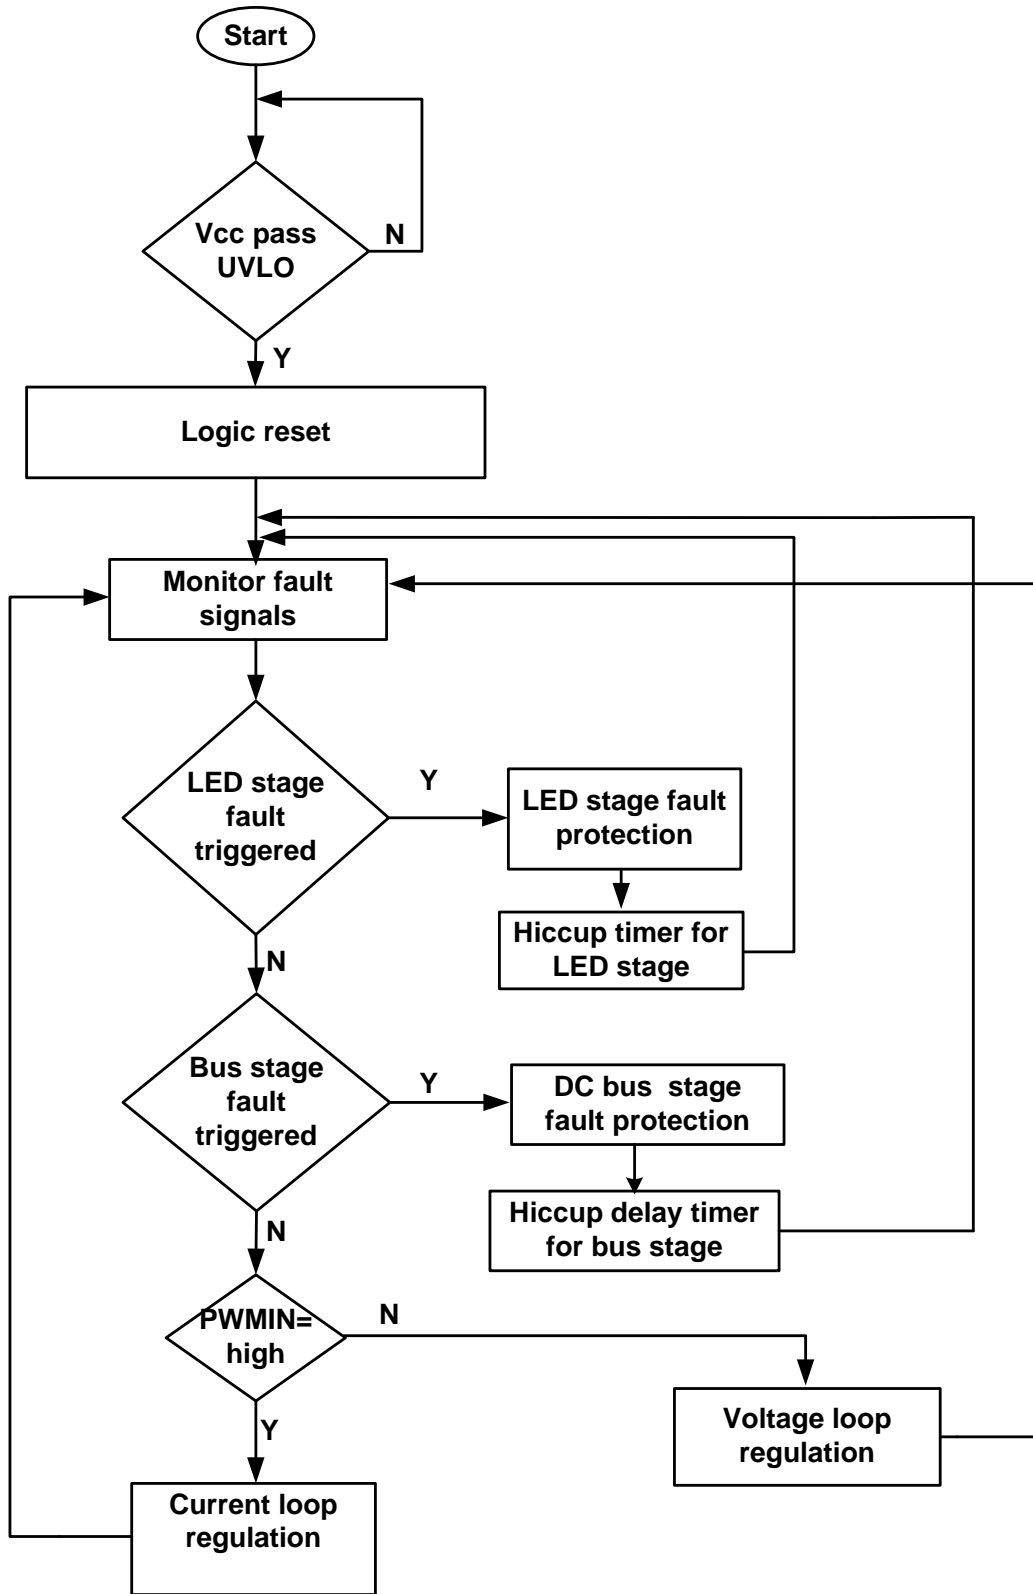 Start
Vcc pass
UVLO
N
Y
Logic reset
Monitor fault
signals
LED stage
fault
triggered
Y
LED stage fault
protection
Hiccup timer for
LED stage
N
Bus stage
fault
triggered
Y
DC bus stage
fault protection
Hiccup delay timer
for bus stage
N
PWMIN=
high
N
Voltage loop
regulation
Y
Current loop
regulation